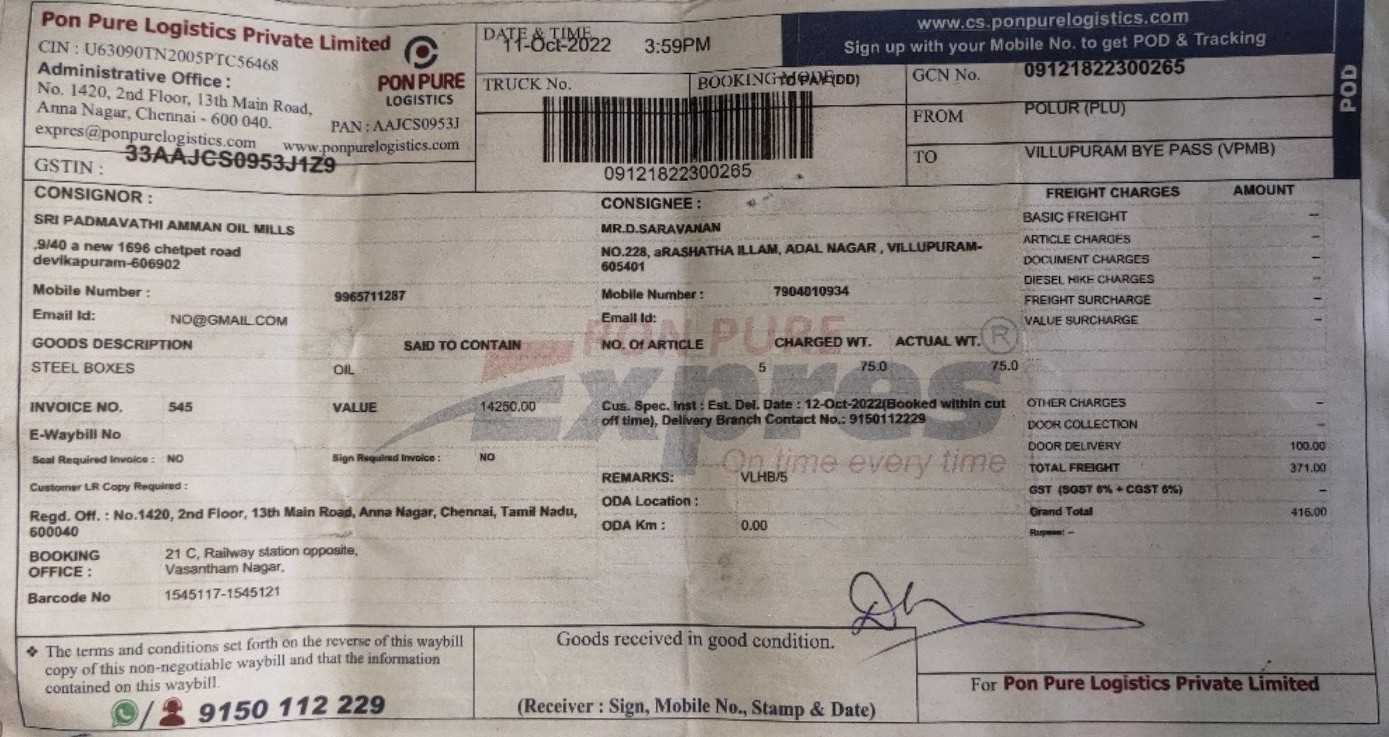 Pon Pure Logistics Private Limited
CIN : U63090TN2005PTC56468
Administrative Office :
No. 1420, 2nd Floor, 13th Main Road,
Anna Nagar, Chennai - 600 040.
PAN : AAJCS0953J
expres@ponpurelogistics.com www.ponpurelogistics.com
GSTIN : 33AAJCS0953J1Z9
PON PURE
LOGISTICS
DATE & TIME
11-Oct-2022 3:59PM
TRUCK No.
BOOKING MODE TO PAY(DD)
09121822300265
www.cs.ponpurelogistics.com
Sign up with your Mobile No. to get POD & Tracking
GCN No. 09121822300265
FROM POLUR (PLU)
TO VILLUPURAM BYE PASS (VPMB)
POD
CONSIGNOR :
SRI PADMAVATHI AMMAN OIL MILLS
,9/40 a new 1696 chetpet road
devikapuram-606902
Mobile Number : 9965711287
Email Id: NO@GMAIL.COM
CONSIGNEE :
MR.D.SARAVANAN
NO.228, aRASHATHA ILLAM, ADAL NAGAR , VILLUPURAM-
605401
Mobile Number : 7904010934
Email Id:
FREIGHT CHARGES AMOUNT
BASIC FREIGHT –
ARTICLE CHARGES –
DOCUMENT CHARGES –
DIESEL HIKE CHARGES –
FREIGHT SURCHARGE –
VALUE SURCHARGE –
PON PURE ®
Expres
On time every time
GOODS DESCRIPTION SAID TO CONTAIN NO. Of ARTICLE CHARGED WT. ACTUAL WT.
STEEL BOXES OIL 5 75.0 75.0
INVOICE NO. 545 VALUE 14250.00
E-Waybill No
Seal Required Invoice : NO Sign Required Invoice : NO
Customer LR Copy Required :
Regd. Off. : No.1420, 2nd Floor, 13th Main Road, Anna Nagar, Chennai, Tamil Nadu,
600040
BOOKING
OFFICE :
21 C, Railway station opposite,
Vasantham Nagar,
Barcode No 1545117-1545121
Cus. Spec. Inst : Est. Del. Date : 12-Oct-2022(Booked within cut
off time), Delivery Branch Contact No.: 9150112229
REMARKS: VLHB/5
ODA Location :
ODA Km : 0.00
OTHER CHARGES –
DOOR COLLECTION –
DOOR DELIVERY 100.00
TOTAL FREIGHT 371.00
GST (SGST 6% + CGST 6%) –
Grand Total 416.00
Rupees: –
❖ The terms and conditions set forth on the reverse of this waybill
copy of this non-negotiable waybill and that the information
contained on this waybill.
/ 9150 112 229
Goods received in good condition.
(Receiver : Sign, Mobile No., Stamp & Date)
For Pon Pure Logistics Private Limited